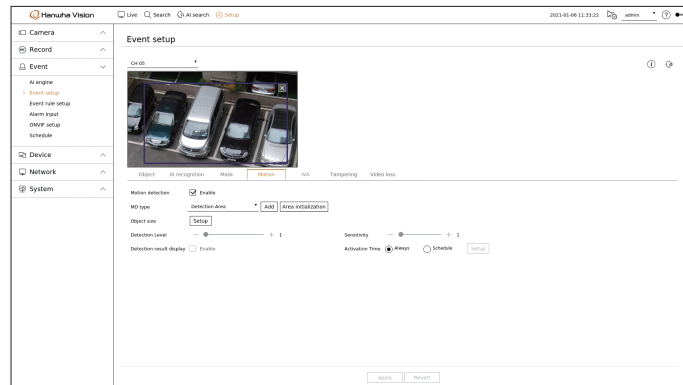 Hanwha Vision
Live Search AI search Setup
2021-01-06 11:33:22 admin
Camera
Record
Event
AI engine
Event setup
Event rule setup
Alarm input
ONVIF setup
Schedule
Device
Network
System
Event setup
CH 05
Object AI recognition Mask Motion IVA Tampering Video loss
Motion detection Enable
MD type Detection Area Add Area initialization
Object size Setup
Detection Level − + 1 Sensitivity − + 1
Detection result display Enable Activation Time Always Schedule Setup
Apply Revert